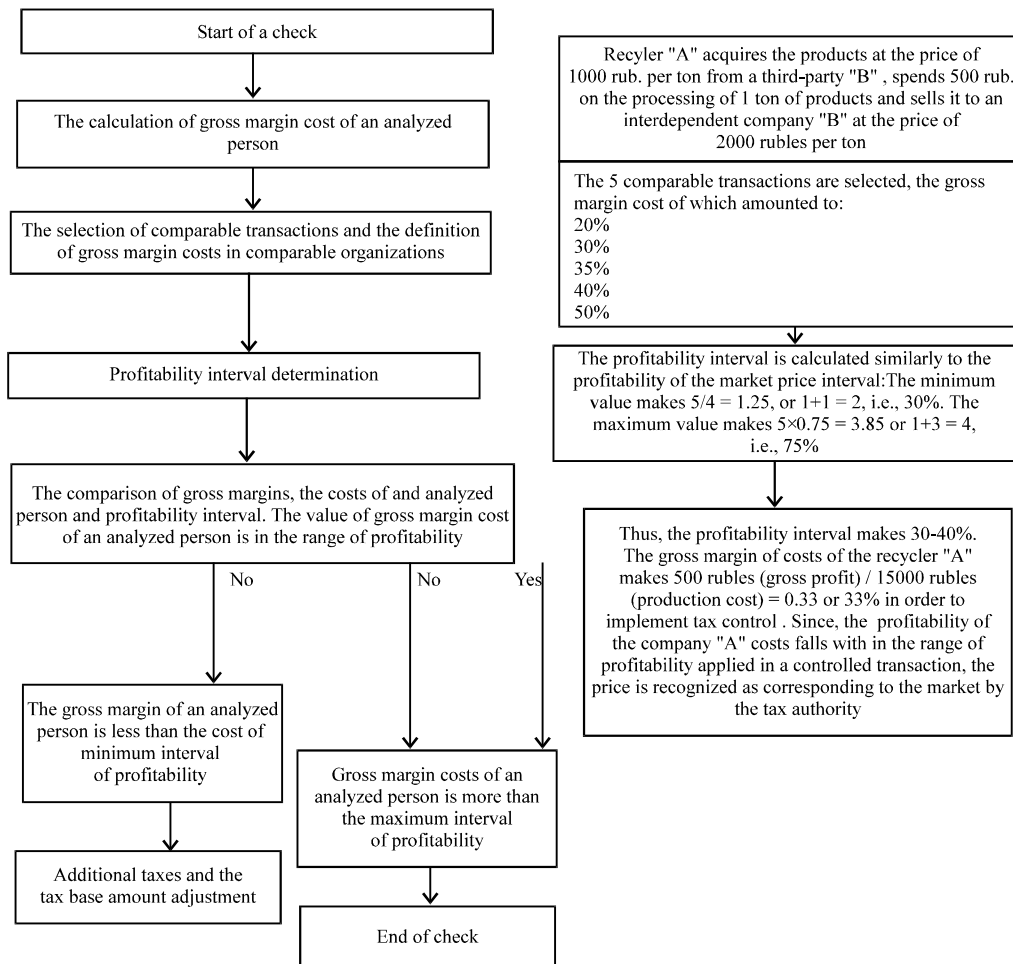 Start of a check
The calculation of gross margin cost of an analyzed
person
The selection of comparable transactions and the definition
of gross margin costs in comparable organizations
Profitability interval determination
The comparison of gross margins, the costs of and analyzed
person and profitability interval. The value of gross margin cost
of an analyzed person is in the range of profitability
No
No
Yes
The gross margin of an analyzed
person is less than the cost of
minimum interval
of profitability
Additional taxes and the
tax base amount adjustment
Gross margin costs of an
analyzed person is more than
the maximum interval
of profitability
End of check
Recyler "A" acquires the products at the price of
1000 rub. per ton from a third-party "B" , spends 500 rub.
on the processing of 1 ton of products and sells it to an
interdependent company "B" at the price of
2000 rubles per ton
The 5 comparable transactions are selected, the gross
margin cost of which amounted to:
20%
30%
35%
40%
50%
The profitability interval is calculated similarly to the
profitability of the market price interval:The minimum
value makes 5/4 = 1.25, or 1+1 = 2, i.e., 30%. The
maximum value makes 5×0.75 = 3.85 or 1+3 = 4,
i.e., 75%
Thus, the profitability interval makes 30-40%.
The gross margin of costs of the recycler "A"
makes 500 rubles (gross profit) / 15000 rubles
(production cost) = 0.33 or 33% in order to
implement tax control . Since, the profitability of
the company "A" costs falls with in the range of
profitability applied in a controlled transaction, the
price is recognized as corresponding to the market by
the tax authority